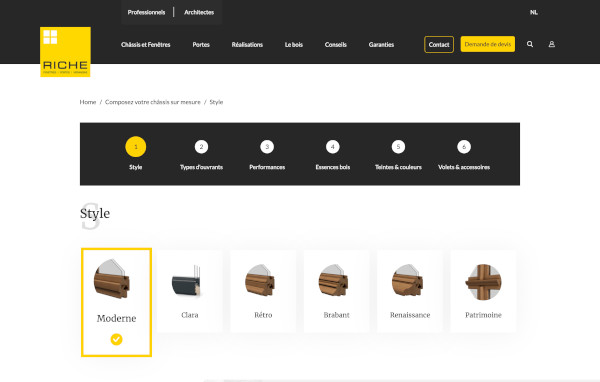 Professionnels | Architectes
NL
RICHE
Châssis et Fenêtres Portes Réalisations Le bois Conseils Garanties
Contact Demande de devis
Home / Composez votre châssis sur mesure / Style
1 2 3 4 5 6
Style Types d'ouvrants Performances Essences bois Teintes & couleurs Volets & accessoires
S
Style
Moderne Clara Rétro Brabant Renaissance Patrimoine